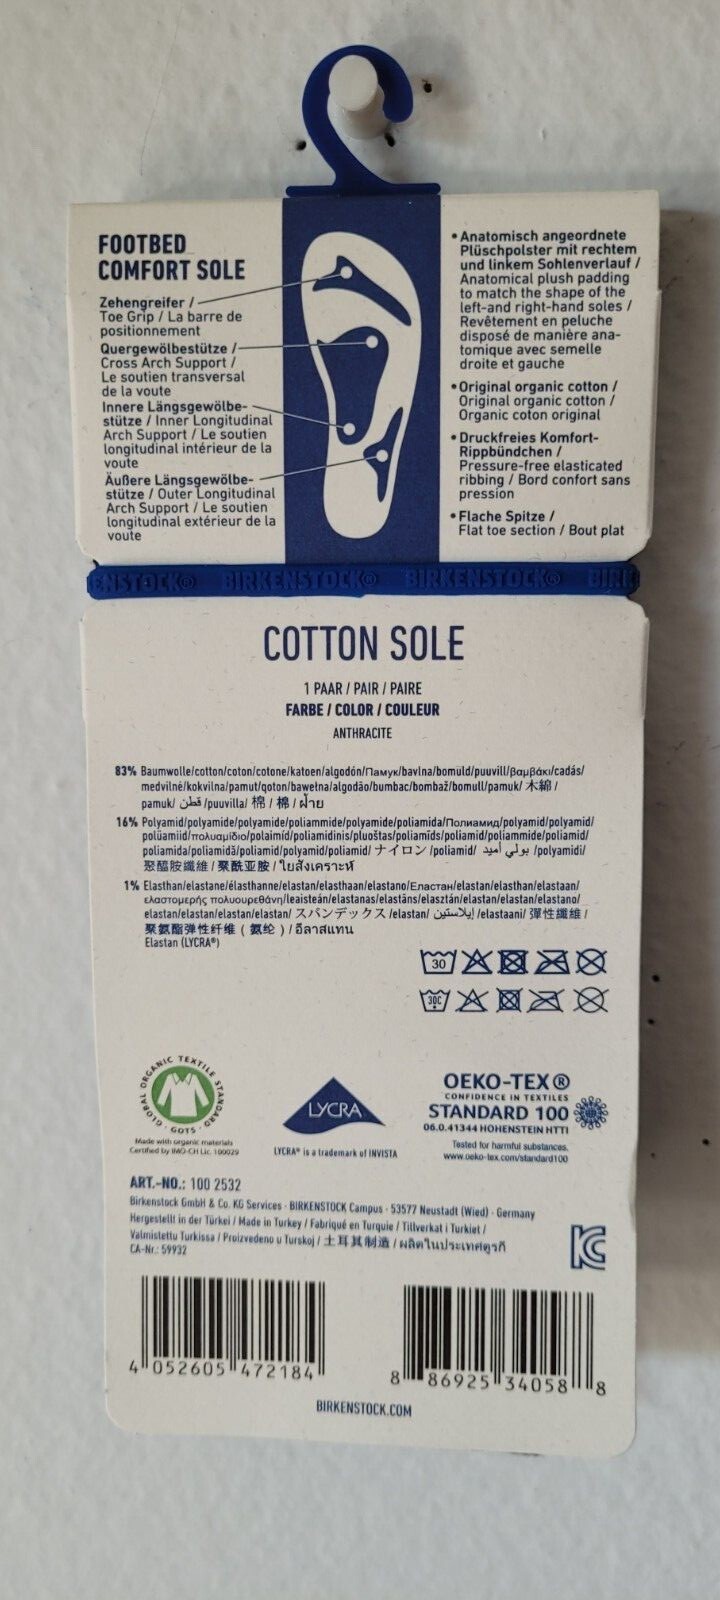 FOOTBED
COMFORT SOLE
Zehengreifer /
Toe Grip / La barre de
positionnement
Quergewölbestütze /
Cross Arch Support /
Le soutien transversal
de la voute
Innere Längsgewölbe-
stütze / Inner Longitudinal
Arch Support / Le soutien
longitudinal intérieur de la
voute
Äußere Längsgewölbe-
stütze / Outer Longitudinal
Arch Support / Le soutien
longitudinal extérieur de la
voute
• Anatomisch angeordnete
Plüschpolster mit rechtem
und linkem Sohlenverlauf /
Anatomical plush padding
to match the shape of the
left-and right-hand soles /
Revêtement en peluche
disposé de manière ana-
tomique avec semelle
droite et gauche
• Original organic cotton /
Original organic cotton /
Organic coton original
• Druckfreies Komfort-
Rippbündchen /
Pressure-free elasticated
ribbing / Bord confort sans
pression
• Flache Spitze /
Flat toe section / Bout plat
ENSTOCK® BIRKENSTOCK® BIRKENSTOCK® BIRK
COTTON SOLE
1 PAAR / PAIR / PAIRE
FARBE / COLOR / COULEUR
ANTHRACITE
83% Baumwolle/cotton/coton/cotone/katoen/algodón/Памук/bavlna/bomuld/puuvill/βαμβάκι/cadás/
medvilné/kokvilna/pamut/qoton/bawełna/algodão/bumbac/bombaž/bomull/pamuk/ 木綿 /
pamuk/ قطن /puuvilla/ 棉 / 棉 / ฝ้าย
16% Polyamid/polyamide/polyamide/poliammide/polyamide/poliamida/Полиамид/polyamid/polyamid/
polüamiid/πολυαμίδιο/polaimíd/poliamidinis/pluoštas/poliamīds/poliamid/poliammide/poliamid/
poliamida/poliamidă/poliamid/polyamid/poliamid/ ナイロン /poliamid/ بولي أميد /polyamidi/
聚醯胺纖維 / 聚酰亚胺 / ใยสังเคราะห์
1% Elasthan/elastane/élasthanne/elastan/elasthaan/elastano/Еластан/elastan/elasthan/elastaan/
ελαστομερής πολυουρεθάνη/leaisteán/elastanas/elastāns/elasztán/elastan/elastan/elastano/
elastan/elastan/elastan/elastan/ スパンデックス /elastan/ إيلاستين /elastaani/ 彈性纖維 /
聚氨酯弹性纤维 ( 氨纶 ) / อีลาสแทน
Elastan (LYCRA®)
30
30C
GLOBAL ORGANIC TEXTILE STANDARD · GOTS ·
Made with organic materials
Certified by IMO-CH Lic. 100029
LYCRA
LYCRA® is a trademark of INVISTA
OEKO-TEX®
CONFIDENCE IN TEXTILES
STANDARD 100
06.0.41344 HOHENSTEIN HTTI
Tested for harmful substances.
www.oeko-tex.com/standard100
ART.-NO.: 100 2532
Birkenstock GmbH & Co. KG Services · BIRKENSTOCK Campus · 53577 Neustadt (Wied) · Germany
Hergestellt in der Türkei / Made in Turkey / Fabriqué en Turquie / Tillverkat i Turkiet /
Valmistettu Turkissa / Proizvedeno u Turskoj / 土耳其制造 / ผลิตในประเทศตุรกี
CA-Nr.: 59932
4 052605 472184
8 86925 34058 8
BIRKENSTOCK.COM